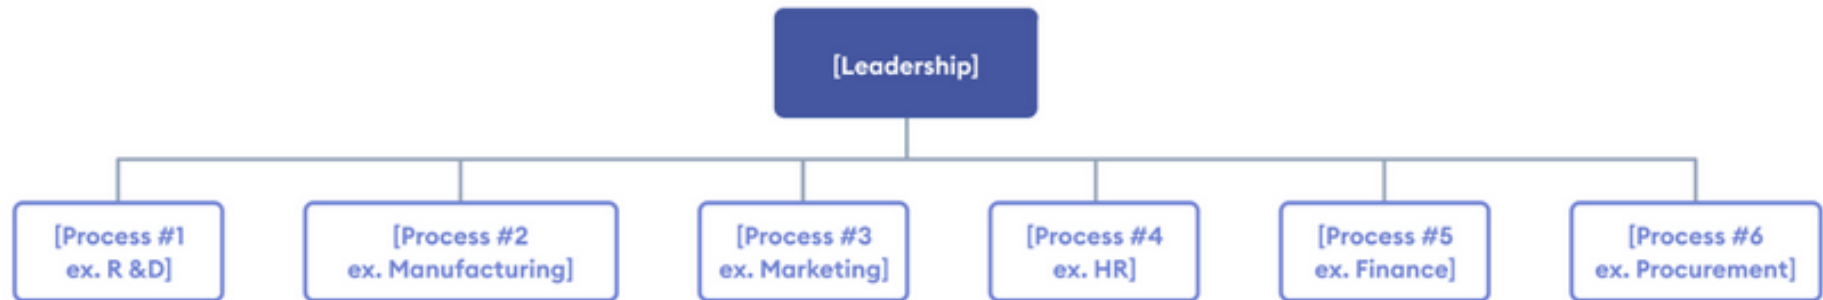 [Leadership]
[Process #1
ex. R &D]
[Process #2
ex. Manufacturing]
[Process #3
ex. Marketing]
[Process #4
ex. HR]
[Process #5
ex. Finance]
[Process #6
ex. Procurement]